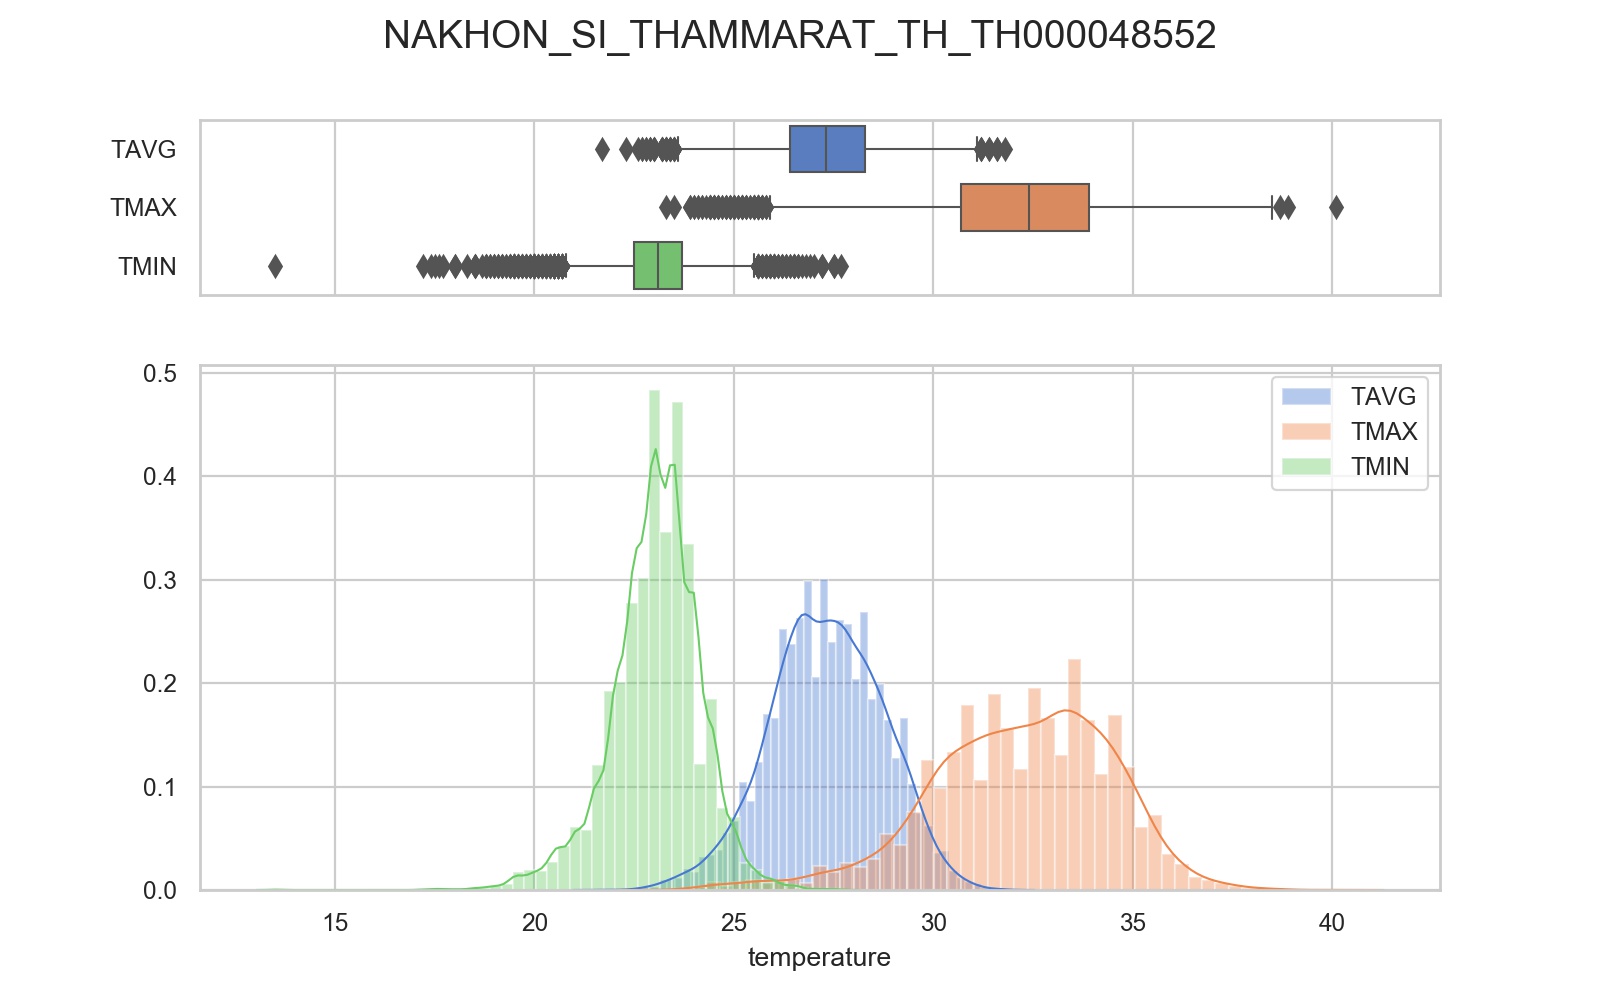 NAKHON_SI_THAMMARAT_TH_TH000048552
TAVG
TMAX
TMIN
0.5
0.4
0.3
0.2
0.1
0.0
TAVG
TMAX
TMIN
15 20 25 30 35 40
temperature